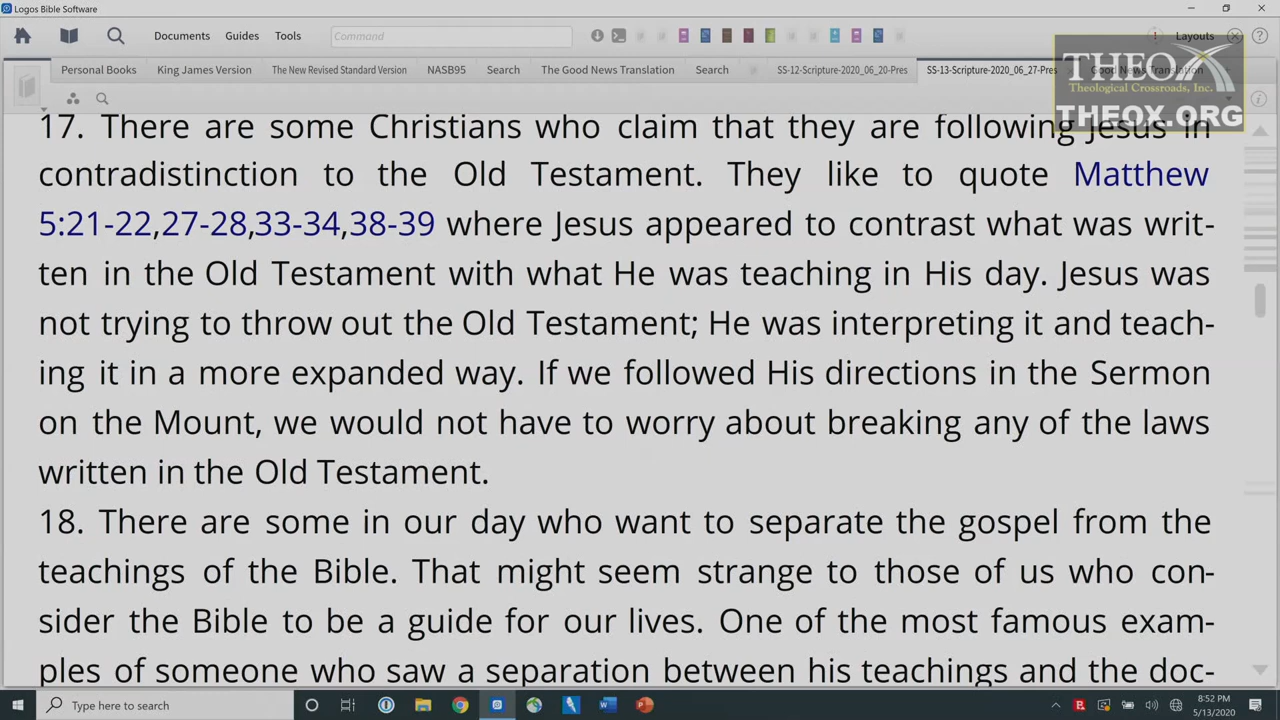 Logos Bible Software
Documents Guides Tools Command Layouts
THEOX
Theological Crossroads, Inc.
THEOX.ORG
Personal Books King James Version The New Revised Standard Version NASB95 Search The Good News Translation Search SS-12-Scripture-2020_06_20-Pres SS-13-Scripture-2020_06_27-Pres Good News Translation
17. There are some Christians who claim that they are following Jesus in
contradistinction to the Old Testament. They like to quote Matthew
5:21-22,27-28,33-34,38-39 where Jesus appeared to contrast what was writ-
ten in the Old Testament with what He was teaching in His day. Jesus was
not trying to throw out the Old Testament; He was interpreting it and teach-
ing it in a more expanded way. If we followed His directions in the Sermon
on the Mount, we would not have to worry about breaking any of the laws
written in the Old Testament.
18. There are some in our day who want to separate the gospel from the
teachings of the Bible. That might seem strange to those of us who con-
sider the Bible to be a guide for our lives. One of the most famous exam-
ples of someone who saw a separation between his teachings and the doc-
Type here to search
8:52 PM
5/13/2020